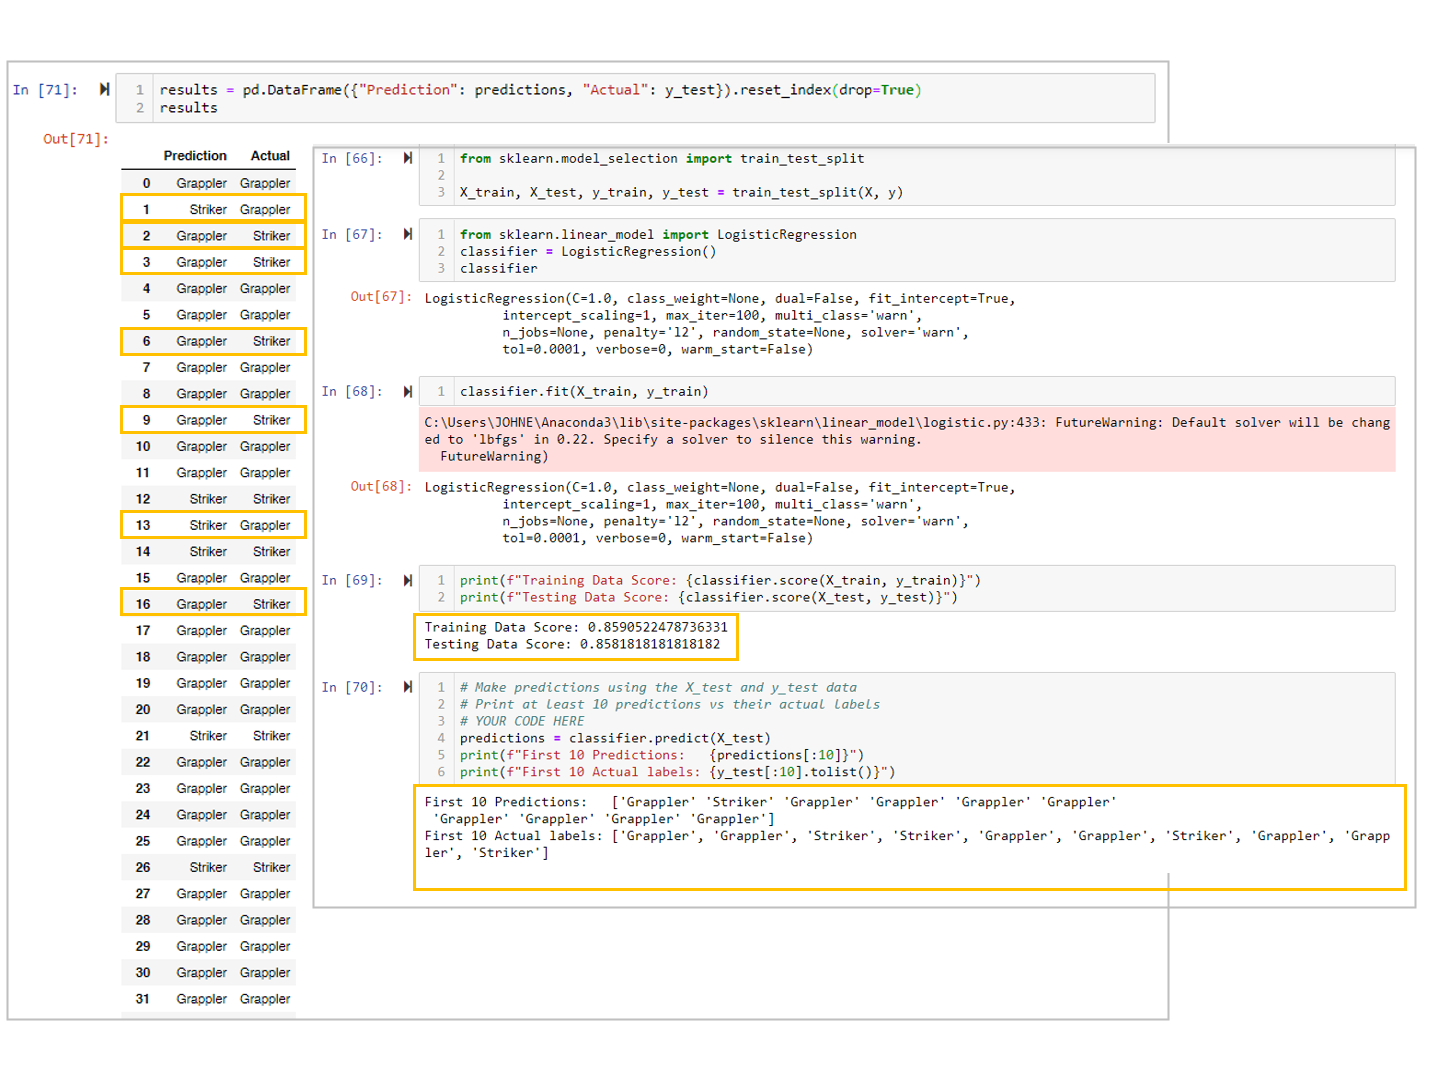 In [71]:
1 results = pd.DataFrame({"Prediction": predictions, "Actual": y_test}).reset_index(drop=True)
2 results
Out[71]:
Prediction Actual
0 Grappler Grappler
1 Striker Grappler
2 Grappler Striker
3 Grappler Striker
4 Grappler Grappler
5 Grappler Grappler
6 Grappler Striker
7 Grappler Grappler
8 Grappler Grappler
9 Grappler Striker
10 Grappler Grappler
11 Grappler Grappler
12 Striker Striker
13 Striker Grappler
14 Striker Striker
15 Grappler Grappler
16 Grappler Striker
17 Grappler Grappler
18 Grappler Grappler
19 Grappler Grappler
20 Grappler Grappler
21 Striker Striker
22 Grappler Grappler
23 Grappler Grappler
24 Grappler Grappler
25 Grappler Grappler
26 Striker Striker
27 Grappler Grappler
28 Grappler Grappler
29 Grappler Grappler
30 Grappler Grappler
31 Grappler Grappler
In [66]:
1 from sklearn.model_selection import train_test_split
2
3 X_train, X_test, y_train, y_test = train_test_split(X, y)
In [67]:
1 from sklearn.linear_model import LogisticRegression
2 classifier = LogisticRegression()
3 classifier
Out[67]: LogisticRegression(C=1.0, class_weight=None, dual=False, fit_intercept=True,
intercept_scaling=1, max_iter=100, multi_class='warn',
n_jobs=None, penalty='l2', random_state=None, solver='warn',
tol=0.0001, verbose=0, warm_start=False)
In [68]:
1 classifier.fit(X_train, y_train)
C:\Users\JOHNE\Anaconda3\lib\site-packages\sklearn\linear_model\logistic.py:433: FutureWarning: Default solver will be chang
ed to 'lbfgs' in 0.22. Specify a solver to silence this warning.
FutureWarning)
Out[68]: LogisticRegression(C=1.0, class_weight=None, dual=False, fit_intercept=True,
intercept_scaling=1, max_iter=100, multi_class='warn',
n_jobs=None, penalty='l2', random_state=None, solver='warn',
tol=0.0001, verbose=0, warm_start=False)
In [69]:
1 print(f"Training Data Score: {classifier.score(X_train, y_train)}")
2 print(f"Testing Data Score: {classifier.score(X_test, y_test)}")
Training Data Score: 0.8590522478736331
Testing Data Score: 0.8581818181818182
In [70]:
1 # Make predictions using the X_test and y_test data
2 # Print at least 10 predictions vs their actual labels
3 # YOUR CODE HERE
4 predictions = classifier.predict(X_test)
5 print(f"First 10 Predictions:   {predictions[:10]}")
6 print(f"First 10 Actual labels: {y_test[:10].tolist()}")
First 10 Predictions:   ['Grappler' 'Striker' 'Grappler' 'Grappler' 'Grappler' 'Grappler'
'Grappler' 'Grappler' 'Grappler' 'Grappler']
First 10 Actual labels: ['Grappler', 'Grappler', 'Striker', 'Striker', 'Grappler', 'Grappler', 'Striker', 'Grappler', 'Grapp
ler', 'Striker']